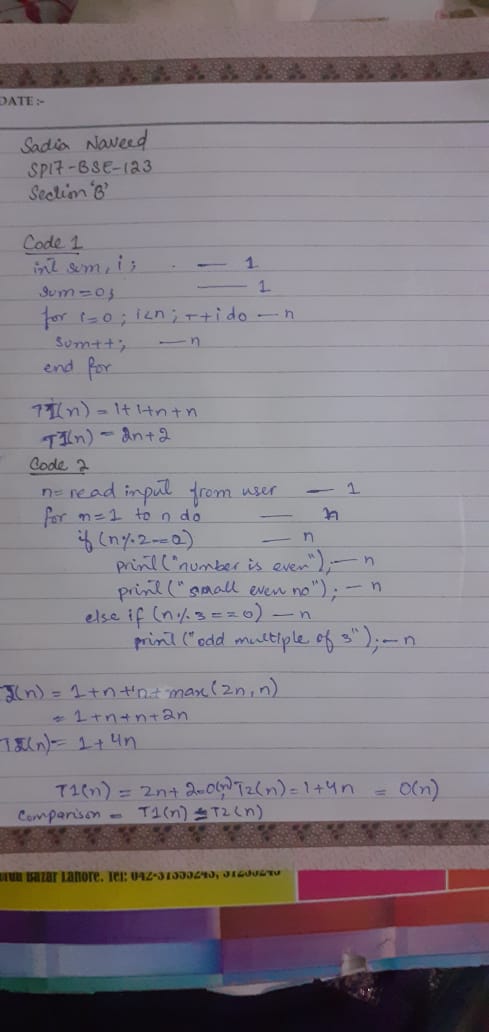 DATE :-
Sadia Naveed
SP17-BSE-123
Section 'B'
Code 1
int sum, i ; — 1
sum = 0; — 1
for i=0 ; i<n ; ++i do — n
sum++; — n
end for
T1(n) = 1+1+n+n
T1(n) = 2n+2
Code 2
n= read input from user — 1
for n=1 to n do — n
if (n%2==0) — n
print ("number is even"); — n
print ("small even no"); — n
else if (n%3==0) — n
print ("odd multiple of 3"); — n
(n) = 1+n+n+max(2n,n)
= 1+n+n+2n
T2(n) = 1+4n
T1(n) = 2n+2=O(n) T2(n)=1+4n = O(n)
Comparison = T1(n) ≤ T2(n)
Bazar Lahore. Tel: 042-